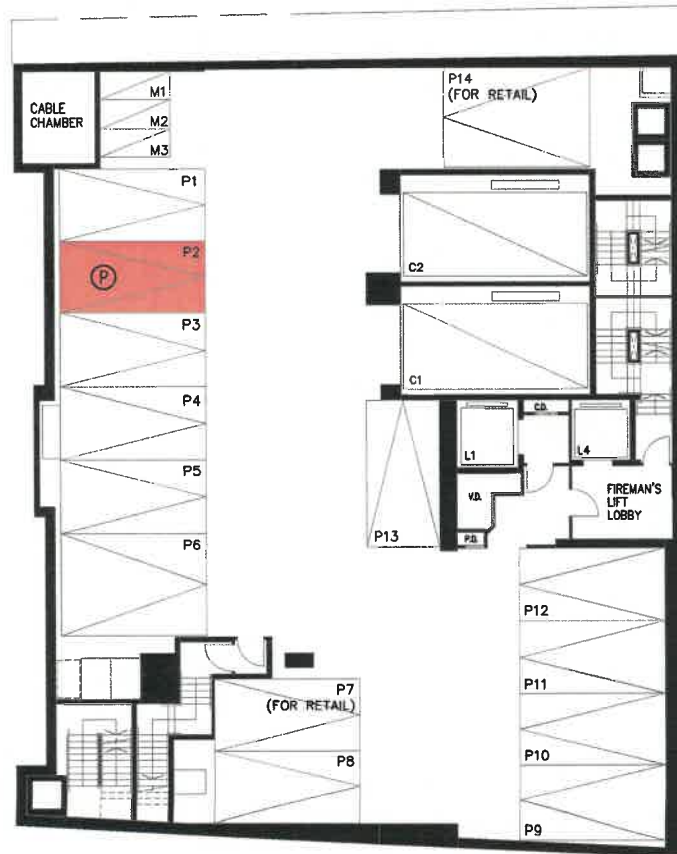 M1
CABLE
CHAMBER
M2
M3
P14
(FOR RETAIL)
P1
P2
P
C2
P3
C1
P4
C.D.
L1
L4
P5
V.D.
FIREMAN'S
LIFT
LOBBY
P6
P13
P.D.
P12
P7
(FOR RETAIL)
P11
P8
P10
P9